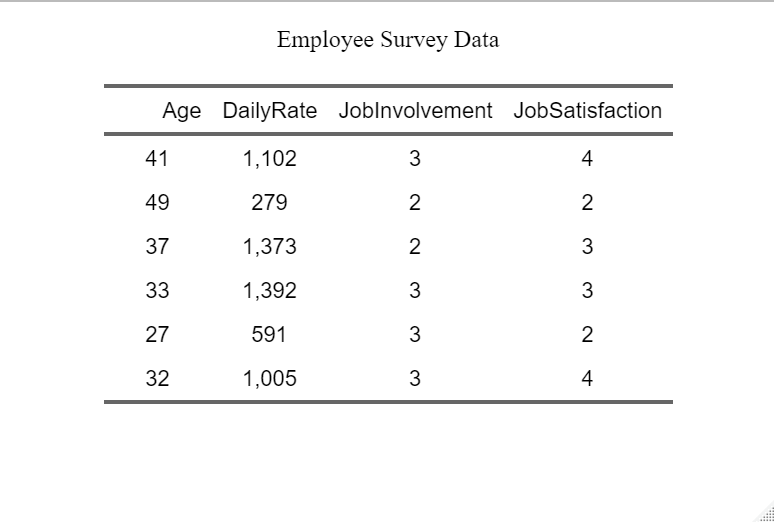 Employee Survey Data
Age DailyRate JobInvolvement JobSatisfaction
41 1,102 3 4
49 279 2 2
37 1,373 2 3
33 1,392 3 3
27 591 3 2
32 1,005 3 4